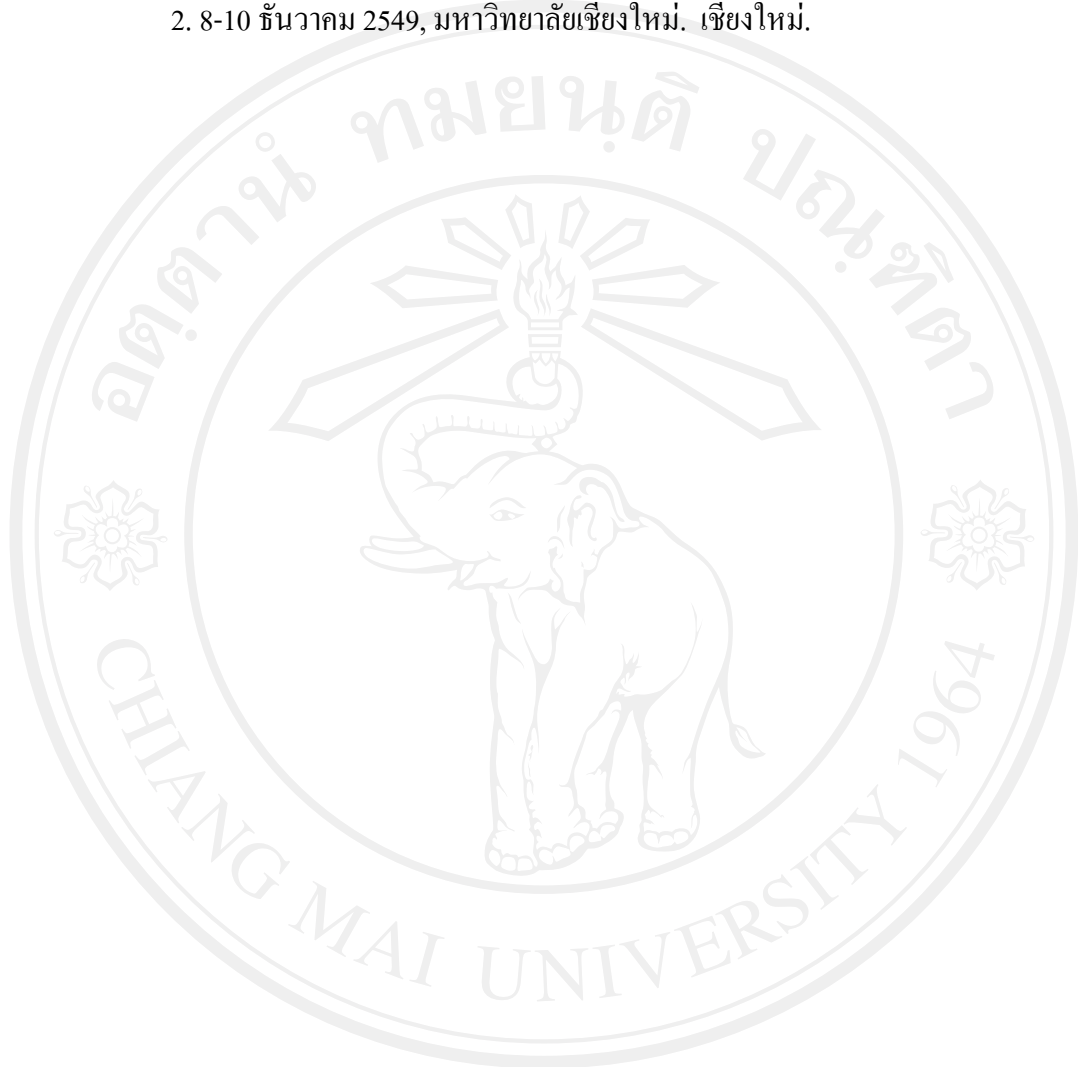 2. 8-10 ธันวาคม 2549, มหาวิทยาลัยเชียงใหม่. เชียงใหม่.
อตฺตานํ ทมยนฺติ ปณฺฑิตา
CHIANG MAI UNIVERSITY 1964